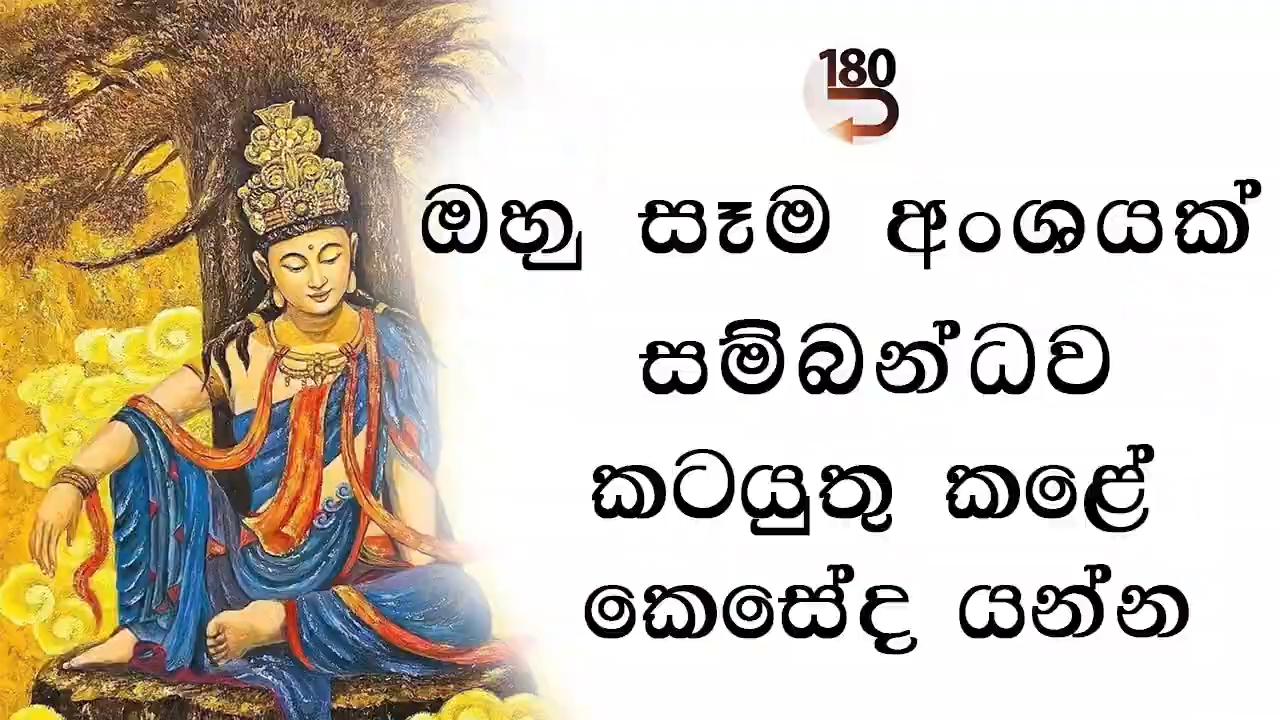 180
ඔහු සෑම අංශයක්
සම්බන්ධව
කටයුතු කළේ
කෙසේද යන්න